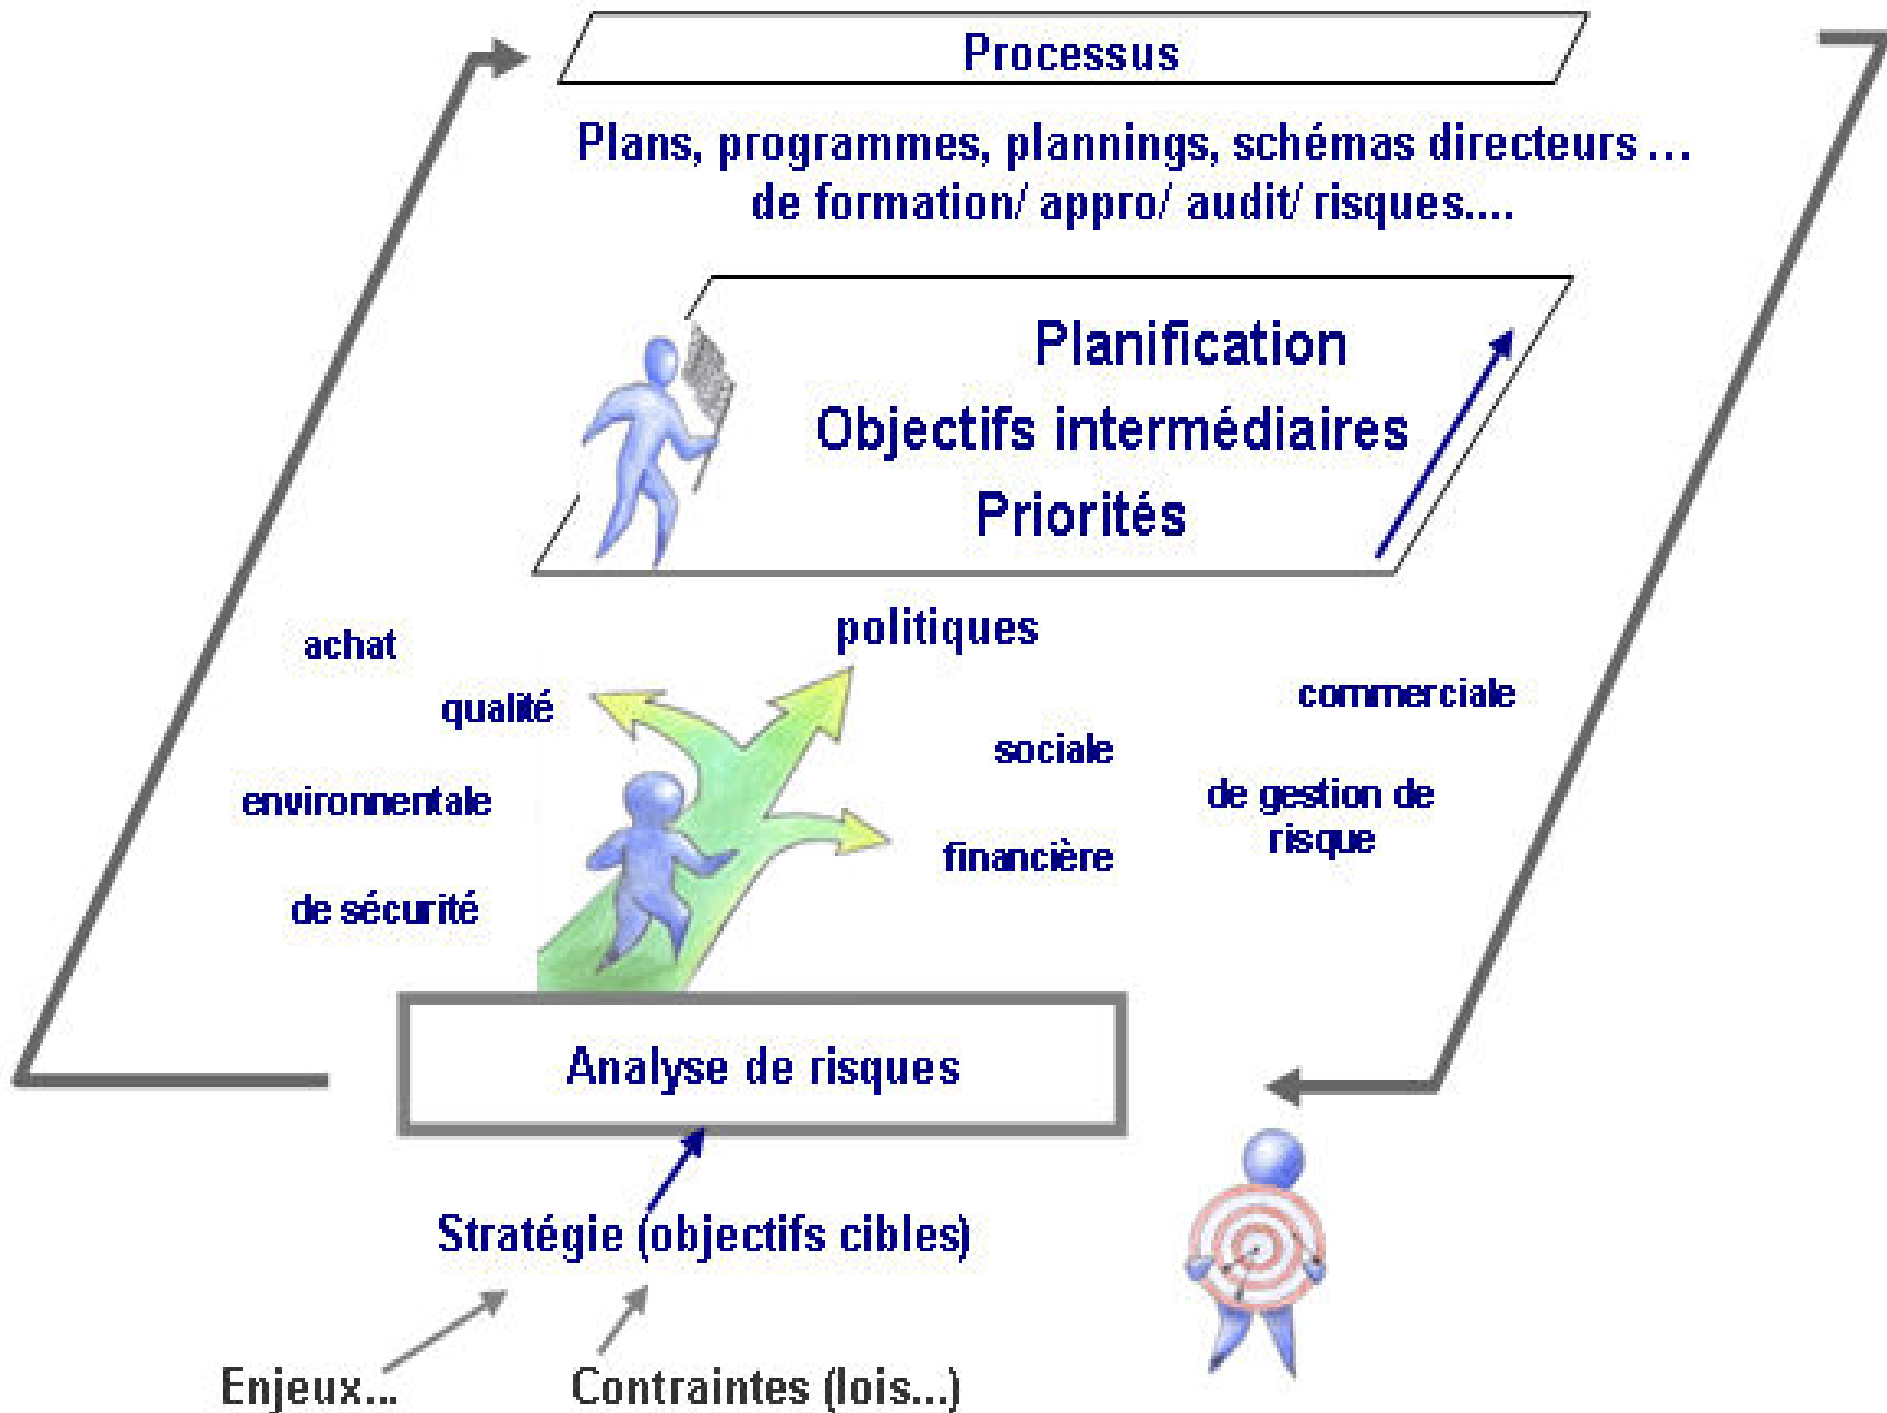 Processus
Plans, programmes, plannings, schémas directeurs ...
de formation/ appro/ audit/ risques....
Planification
Objectifs intermédiaires
Priorités
politiques
achat
qualité
commerciale
sociale
environnentale
de gestion de
risque
financière
de sécurité
Analyse de risques
Stratégie (objectifs cibles)
Enjeux...
Contraintes (lois...)